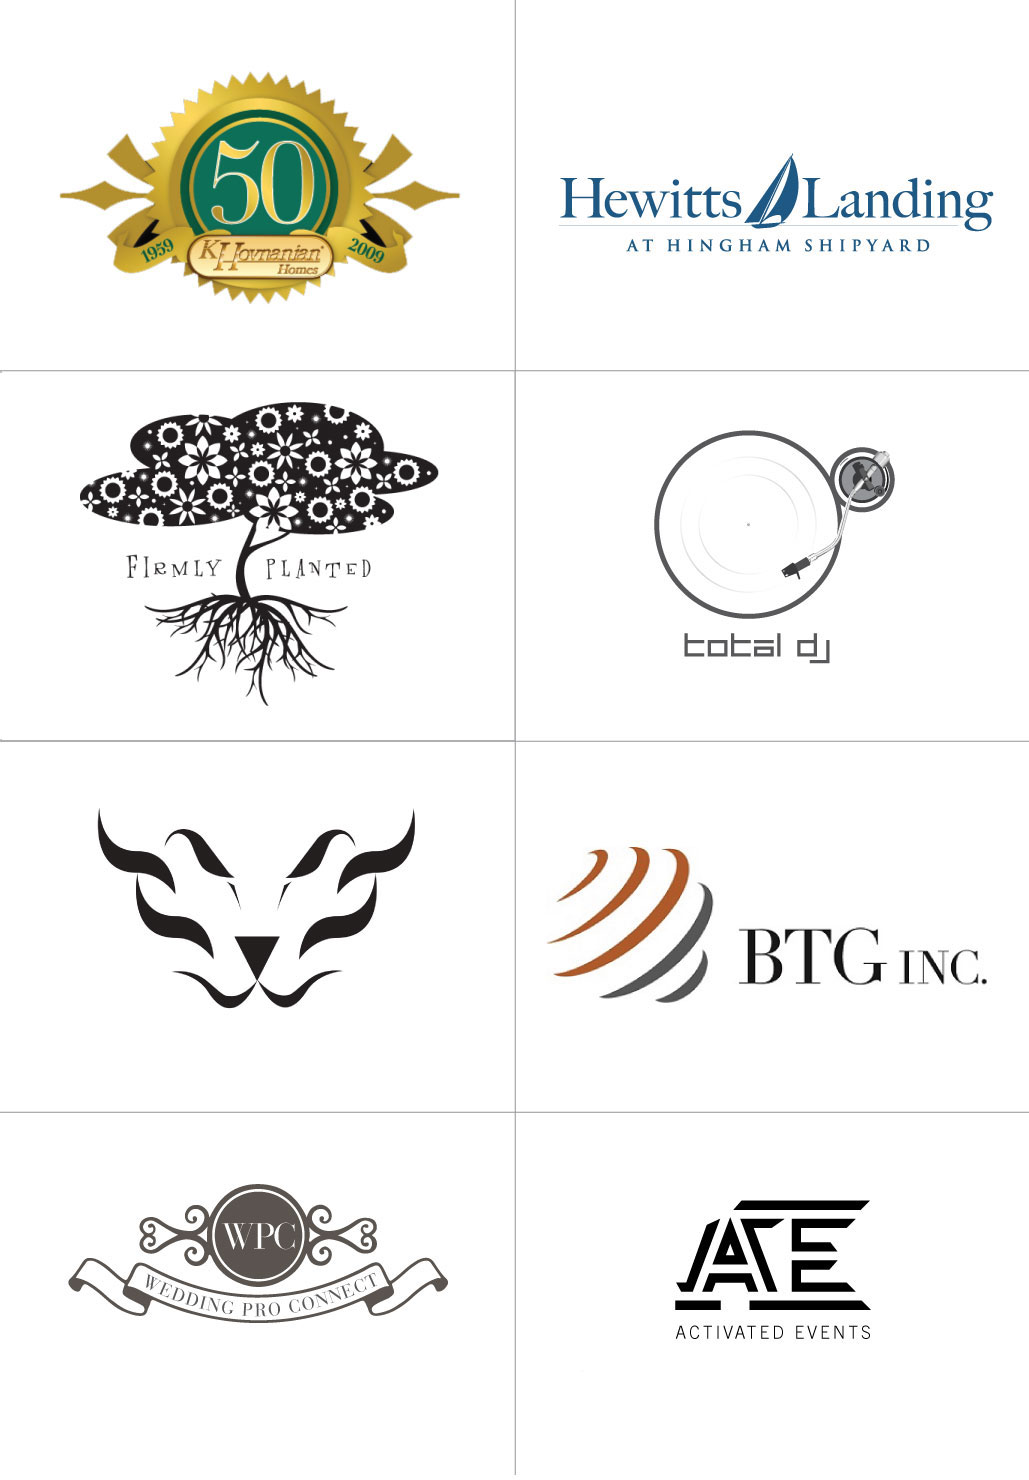 50
1959
K Hovnanian®
Homes
2009
Hewitts Landing
AT HINGHAM SHIPYARD
FIRMLY PLANTED
total dj
BTG INC.
WPC
WEDDING PRO CONNECT
AE
ACTIVATED EVENTS